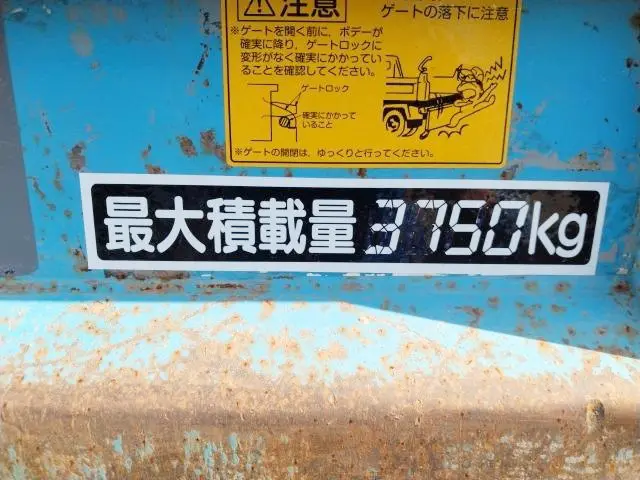 ⚠注意
ゲートの落下に注意
※ゲートを開く前に、ボデーが
確実に降り、ゲートロックに
変形がなく確実にかかってい
ることを確認してください。
ゲートロック
確実にかかって
いること
※ゲートの開閉は、ゆっくりと行ってください。
最大積載量 3750kg